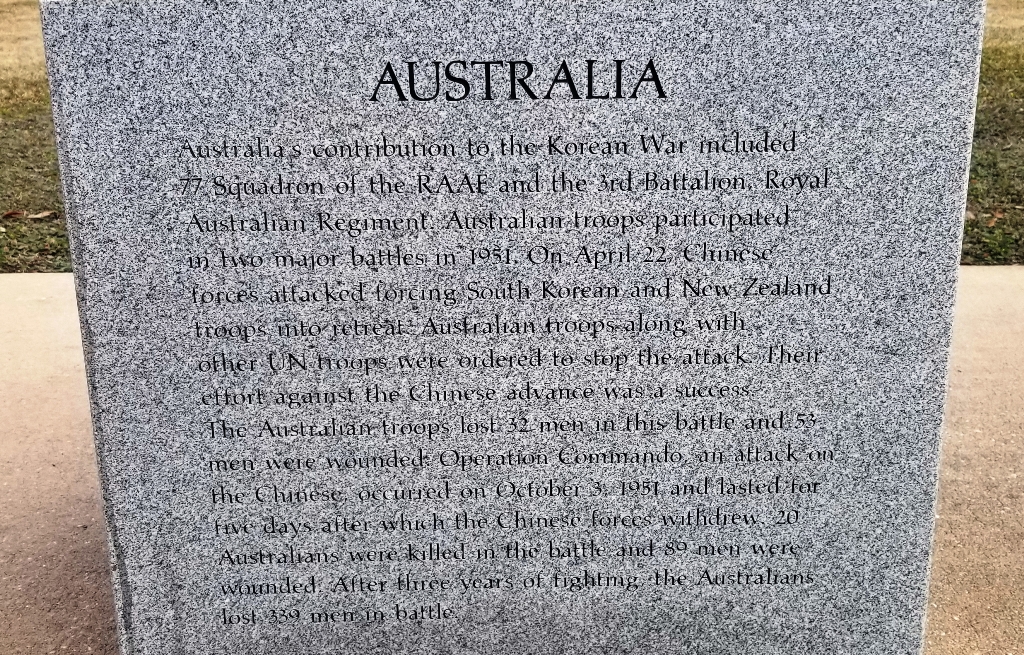 AUSTRALIA
Australia's contribution to the Korean War included
77 Squadron of the RAAF and the 3rd Battalion, Royal
Australian Regiment. Australian troops participated
in two major battles in 1951. On April 22, Chinese
forces attacked forcing South Korean and New Zealand
troops into retreat. Australian troops along with
other UN troops were ordered to stop the attack. Their
effort against the Chinese advance was a success.
The Australian troops lost 32 men in this battle and 53
men were wounded. Operation Commando, an attack on
the Chinese, occurred on October 3, 1951 and lasted for
five days after which the Chinese forces withdrew. 20
Australians were killed in the battle and 89 men were
wounded. After three years of fighting, the Australians
lost 339 men in battle.